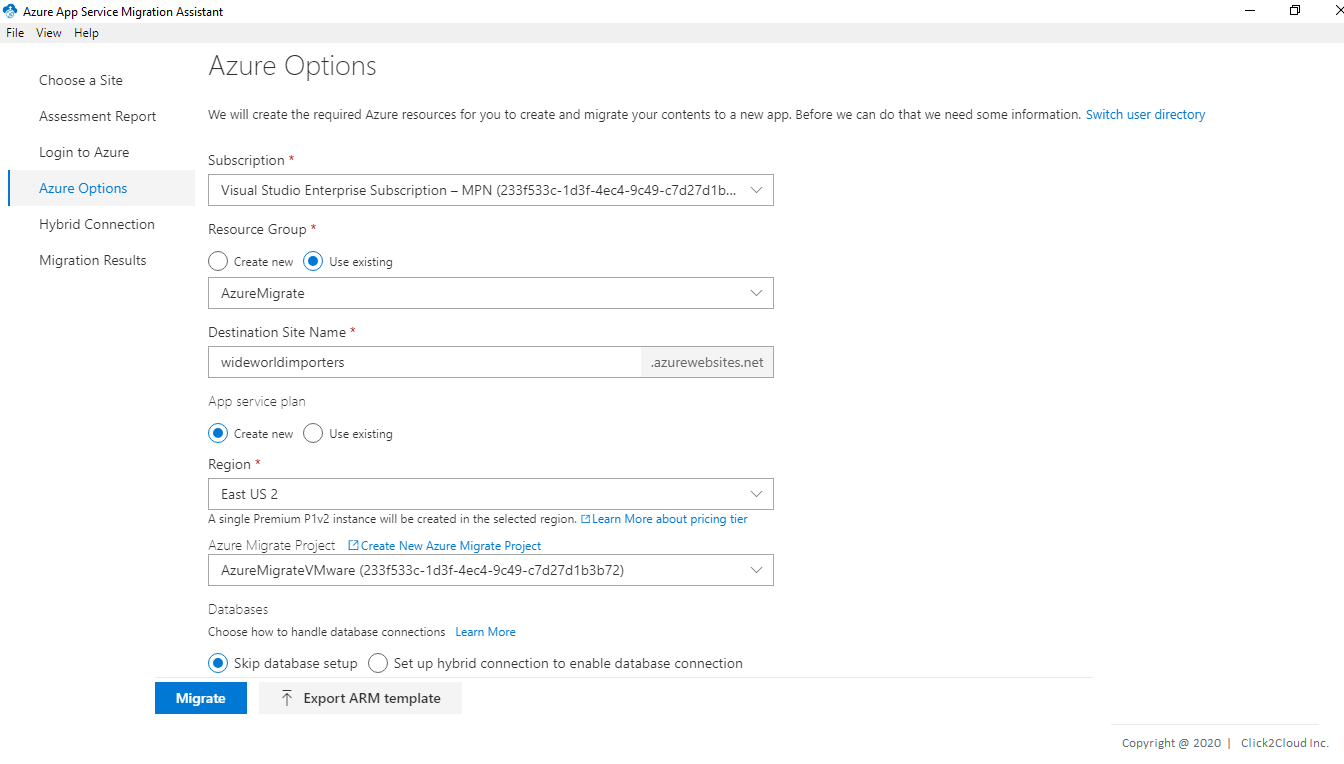 Azure App Service Migration Assistant
File View Help
Choose a Site
Assessment Report
Login to Azure
Azure Options
Hybrid Connection
Migration Results
Azure Options
We will create the required Azure resources for you to create and migrate your contents to a new app. Before we can do that we need some information. Switch user directory
Subscription *
Visual Studio Enterprise Subscription – MPN (233f533c-1d3f-4ec4-9c49-c7d27d1b...
Resource Group *
Create new Use existing
AzureMigrate
Destination Site Name *
wideworldimporters .azurewebsites.net
App service plan
Create new Use existing
Region *
East US 2
A single Premium P1v2 instance will be created in the selected region. Learn More about pricing tier
Azure Migrate Project Create New Azure Migrate Project
AzureMigrateVMware (233f533c-1d3f-4ec4-9c49-c7d27d1b3b72)
Databases
Choose how to handle database connections Learn More
Skip database setup Set up hybrid connection to enable database connection
Migrate Export ARM template
Copyright @ 2020 | Click2Cloud Inc.